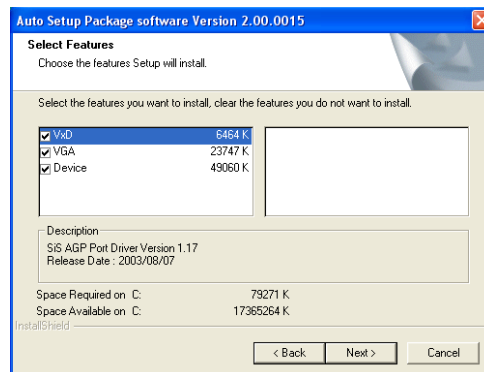 Auto Setup Package software Version 2.00.0015
Select Features
Choose the features Setup will install.
Select the features you want to install, clear the features you do not want to install.
VxD 6464 K
VGA 23747 K
Device 49060 K
Description
SiS AGP Port Driver Version 1.17
Release Date : 2003/08/07
Space Required on C: 79271 K
Space Available on C: 17365264 K
InstallShield
< Back Next > Cancel